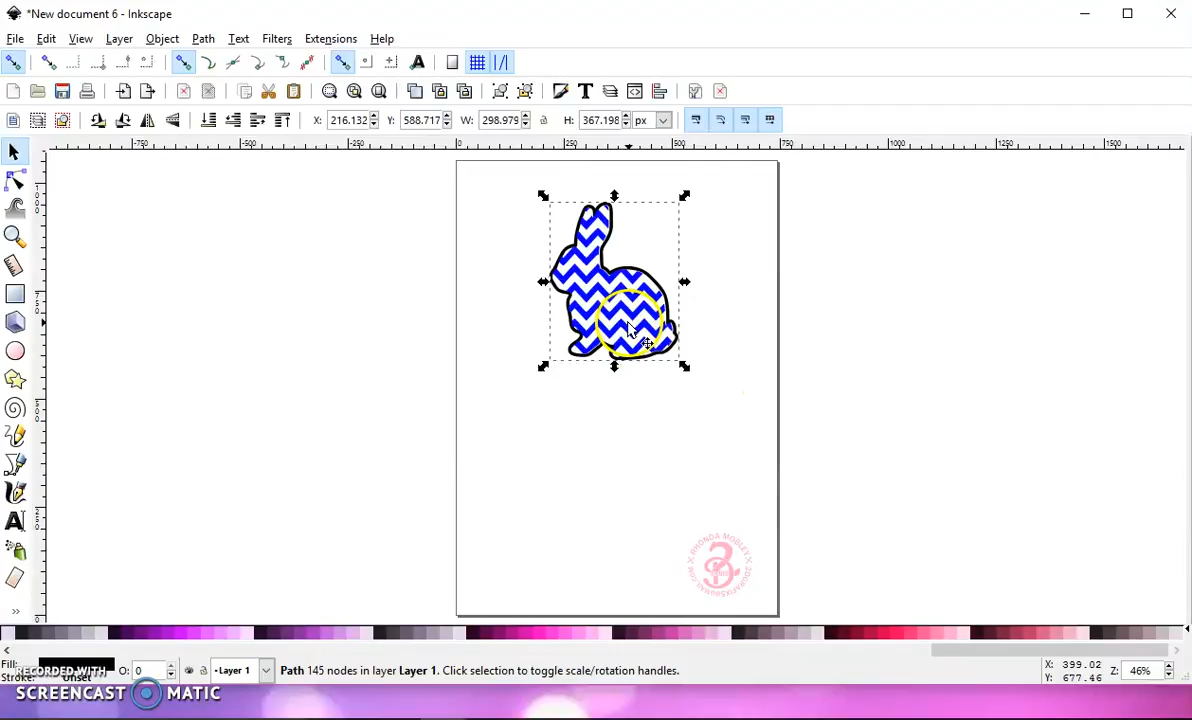 *New document 6 - Inkscape
File Edit View Layer Object Path Text Filters Extensions Help
X: 216.132 Y: 588.717 W: 298.979 H: 367.198 px
-750 -500 -250 0 250 500 750 1000 1250 1500
RHONDA MOBLEY
Fill: O: 0 Layer 1 Path 145 nodes in layer Layer 1. Click selection to toggle scale/rotation handles. X: 399.02 Z: 46%
Stroke: Unset Y: 677.46
RECORDED WITH
SCREENCAST MATIC